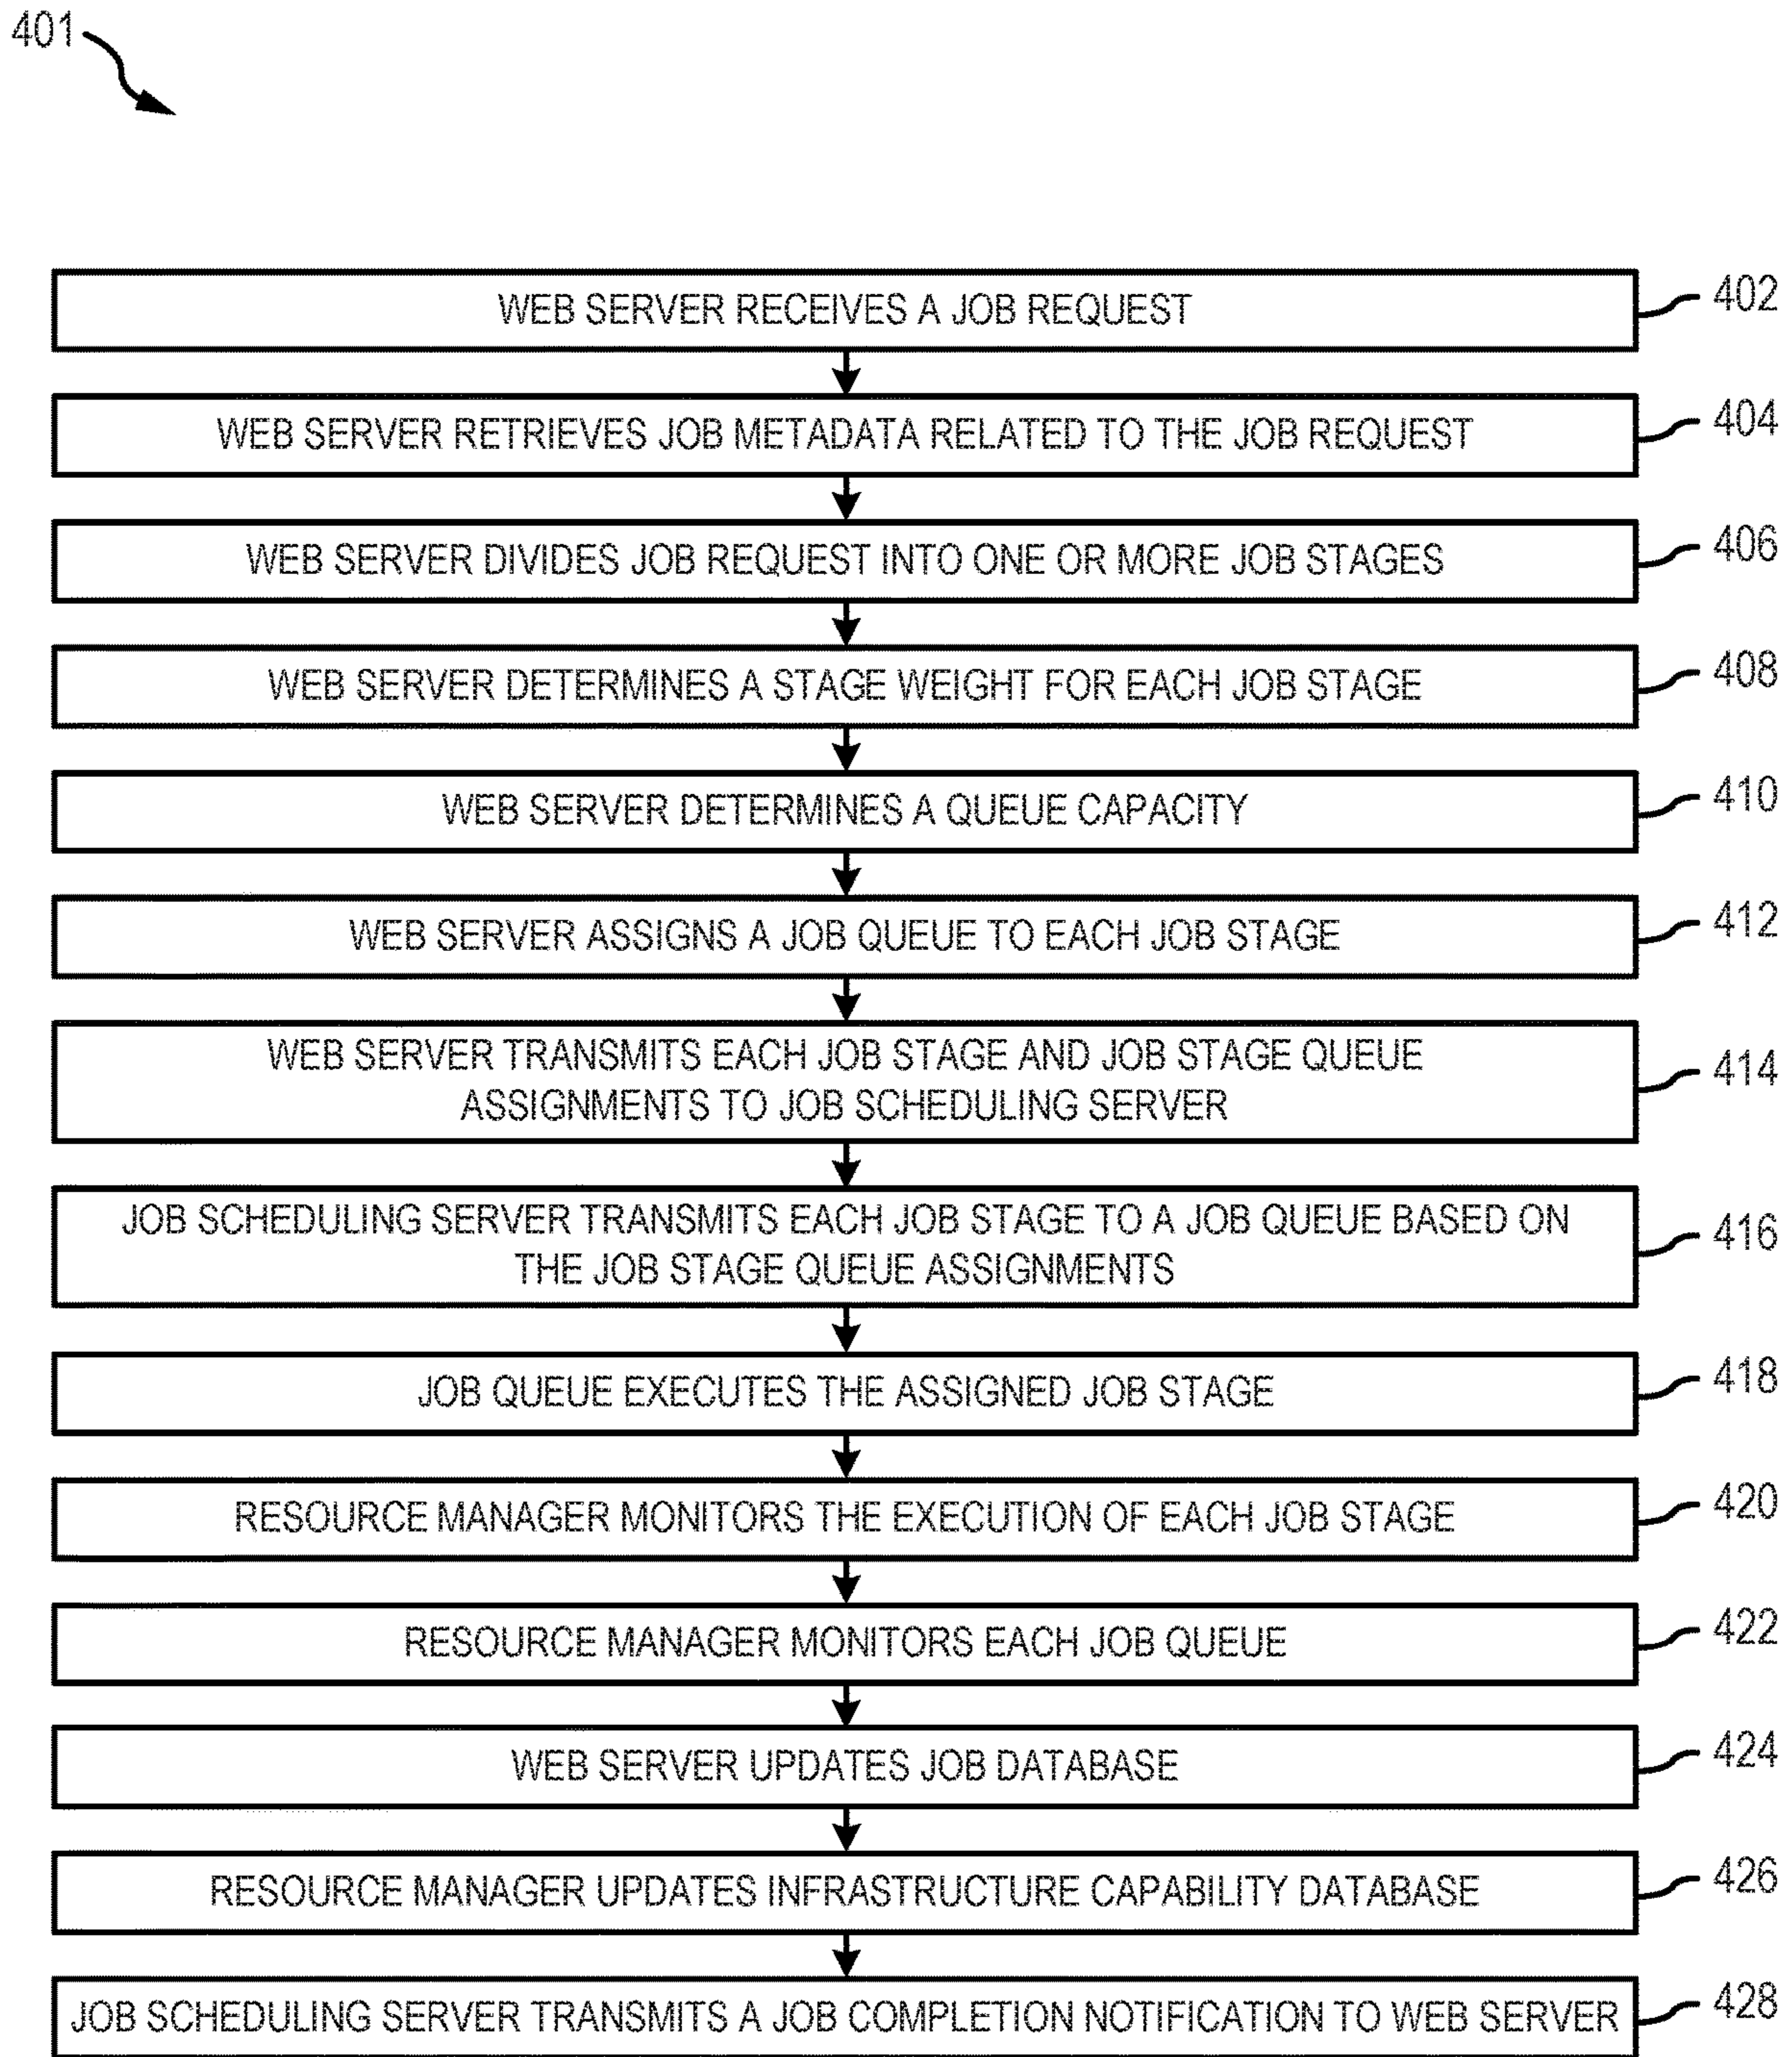 401
WEB SERVER RECEIVES A JOB REQUEST
402
WEB SERVER RETRIEVES JOB METADATA RELATED TO THE JOB REQUEST
404
WEB SERVER DIVIDES JOB REQUEST INTO ONE OR MORE JOB STAGES
406
WEB SERVER DETERMINES A STAGE WEIGHT FOR EACH JOB STAGE
408
WEB SERVER DETERMINES A QUEUE CAPACITY
410
WEB SERVER ASSIGNS A JOB QUEUE TO EACH JOB STAGE
412
WEB SERVER TRANSMITS EACH JOB STAGE AND JOB STAGE QUEUE
ASSIGNMENTS TO JOB SCHEDULING SERVER
414
JOB SCHEDULING SERVER TRANSMITS EACH JOB STAGE TO A JOB QUEUE BASED ON
THE JOB STAGE QUEUE ASSIGNMENTS
416
JOB QUEUE EXECUTES THE ASSIGNED JOB STAGE
418
RESOURCE MANAGER MONITORS THE EXECUTION OF EACH JOB STAGE
420
RESOURCE MANAGER MONITORS EACH JOB QUEUE
422
WEB SERVER UPDATES JOB DATABASE
424
RESOURCE MANAGER UPDATES INFRASTRUCTURE CAPABILITY DATABASE
426
JOB SCHEDULING SERVER TRANSMITS A JOB COMPLETION NOTIFICATION TO WEB SERVER
428